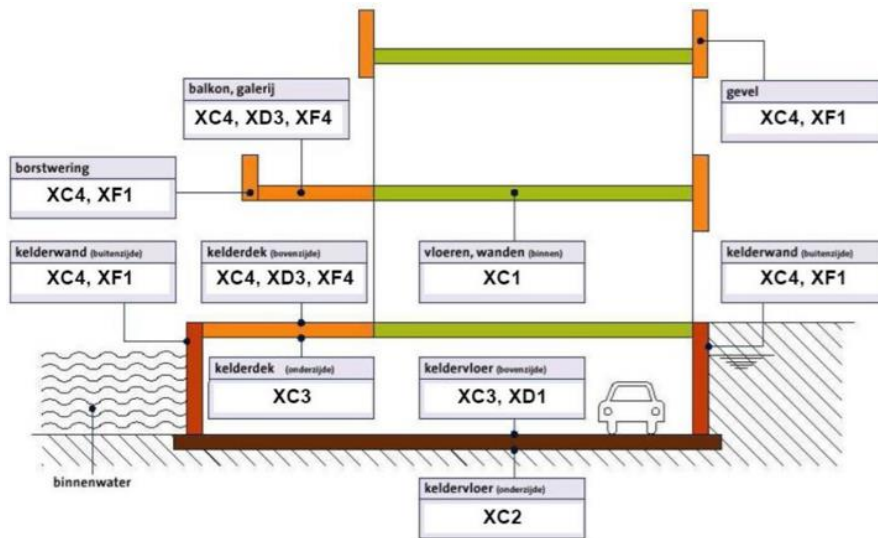 balkon, galerij
XC4, XD3, XF4
gevel
XC4, XF1
borstwering
XC4, XF1
kelderwand (buitenzijde)
XC4, XF1
kelderdek (bovenzijde)
XC4, XD3, XF4
vloeren, wanden (binnen)
XC1
kelderwand (buitenzijde)
XC4, XF1
kelderdek (onderzijde)
XC3
keldervloer (bovenzijde)
XC3, XD1
binnenwater
keldervloer (onderzijde)
XC2